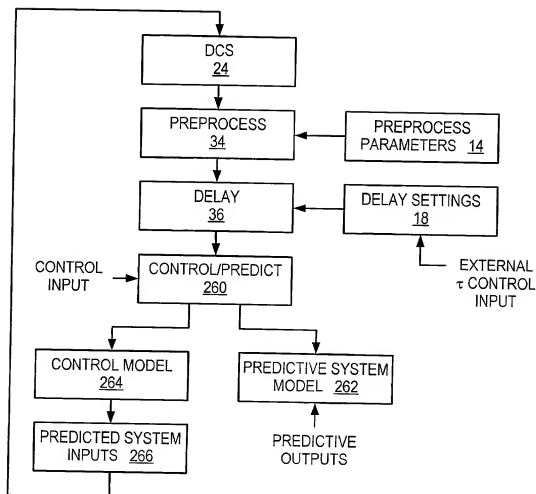 DCS
24
PREPROCESS
34
PREPROCESS
PARAMETERS 14
DELAY
36
DELAY SETTINGS
18
CONTROL
INPUT
CONTROL/PREDICT
260
EXTERNAL
τ CONTROL
INPUT
CONTROL MODEL
264
PREDICTIVE SYSTEM
MODEL 262
PREDICTED SYSTEM
INPUTS 266
PREDICTIVE
OUTPUTS